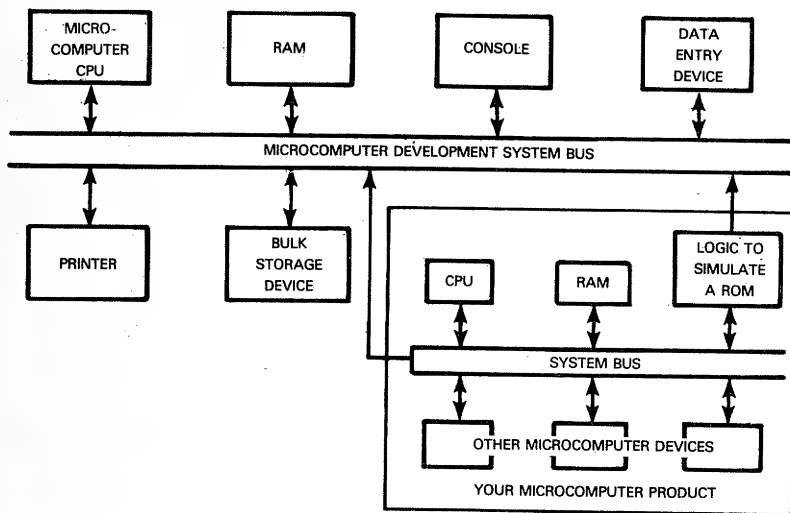 MICRO-
COMPUTER
CPU
RAM
CONSOLE
DATA
ENTRY
DEVICE
MICROCOMPUTER DEVELOPMENT SYSTEM BUS
PRINTER
BULK
STORAGE
DEVICE
LOGIC TO
SIMULATE
A ROM
CPU
RAM
SYSTEM BUS
OTHER MICROCOMPUTER DEVICES
YOUR MICROCOMPUTER PRODUCT